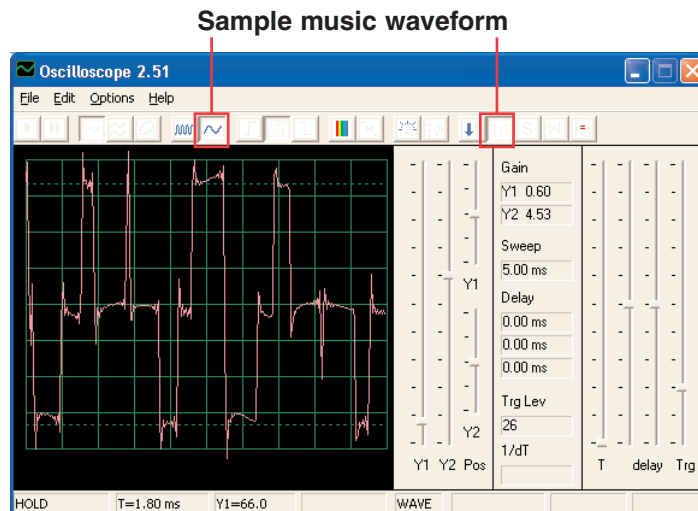 Sample music waveform
Oscilloscope 2.51
File Edit Options Help
Gain
Y1 0.60
Y2 4.53
Sweep
5.00 ms
Delay
0.00 ms
0.00 ms
0.00 ms
Trg Lev
26
1/dT
Y1
Y2
Y1 Y2 Pos
T delay Trg
HOLD T=1.80 ms Y1=66.0 WAVE